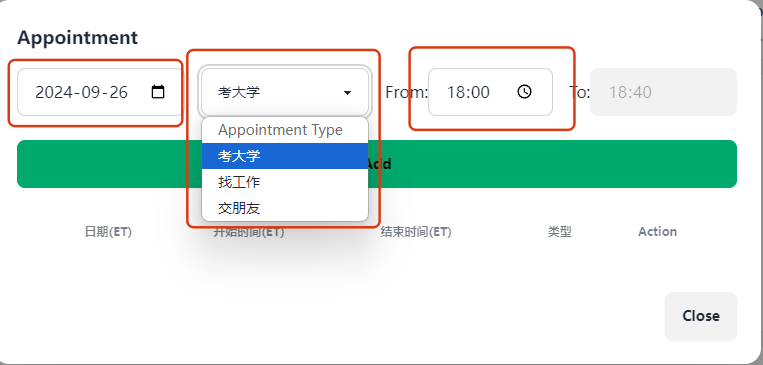 Appointment
2024-09-26 考大学 From: 18:00 To: 18:40
Appointment Type
考大学
Add
找工作
交朋友
日期(ET) 开始时间(ET) 结束时间(ET) 类型 Action
Close